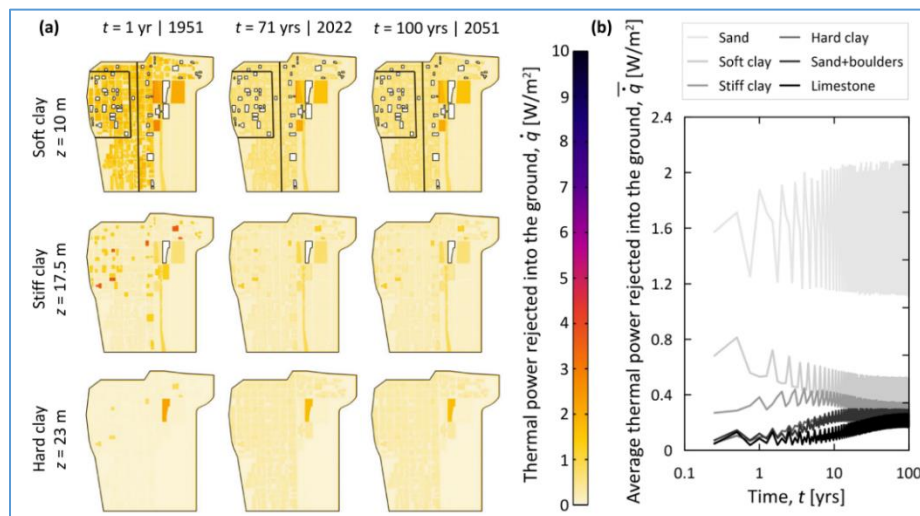 (a) t = 1 yr | 1951 t = 71 yrs | 2022 t = 100 yrs | 2051
Soft clay
z = 10 m
Stiff clay
z = 17.5 m
Hard clay
z = 23 m
Thermal power rejected into the ground, q̇ [W/m²]
10
9
8
7
6
5
4
3
2
1
0
(b)
Sand Hard clay
Soft clay Sand+boulders
Stiff clay Limestone
Average thermal power rejected into the ground, q̇̅ [W/m²]
2.4
2
1.6
1.2
0.8
0.4
0
0.1 1 10 100
Time, t [yrs]